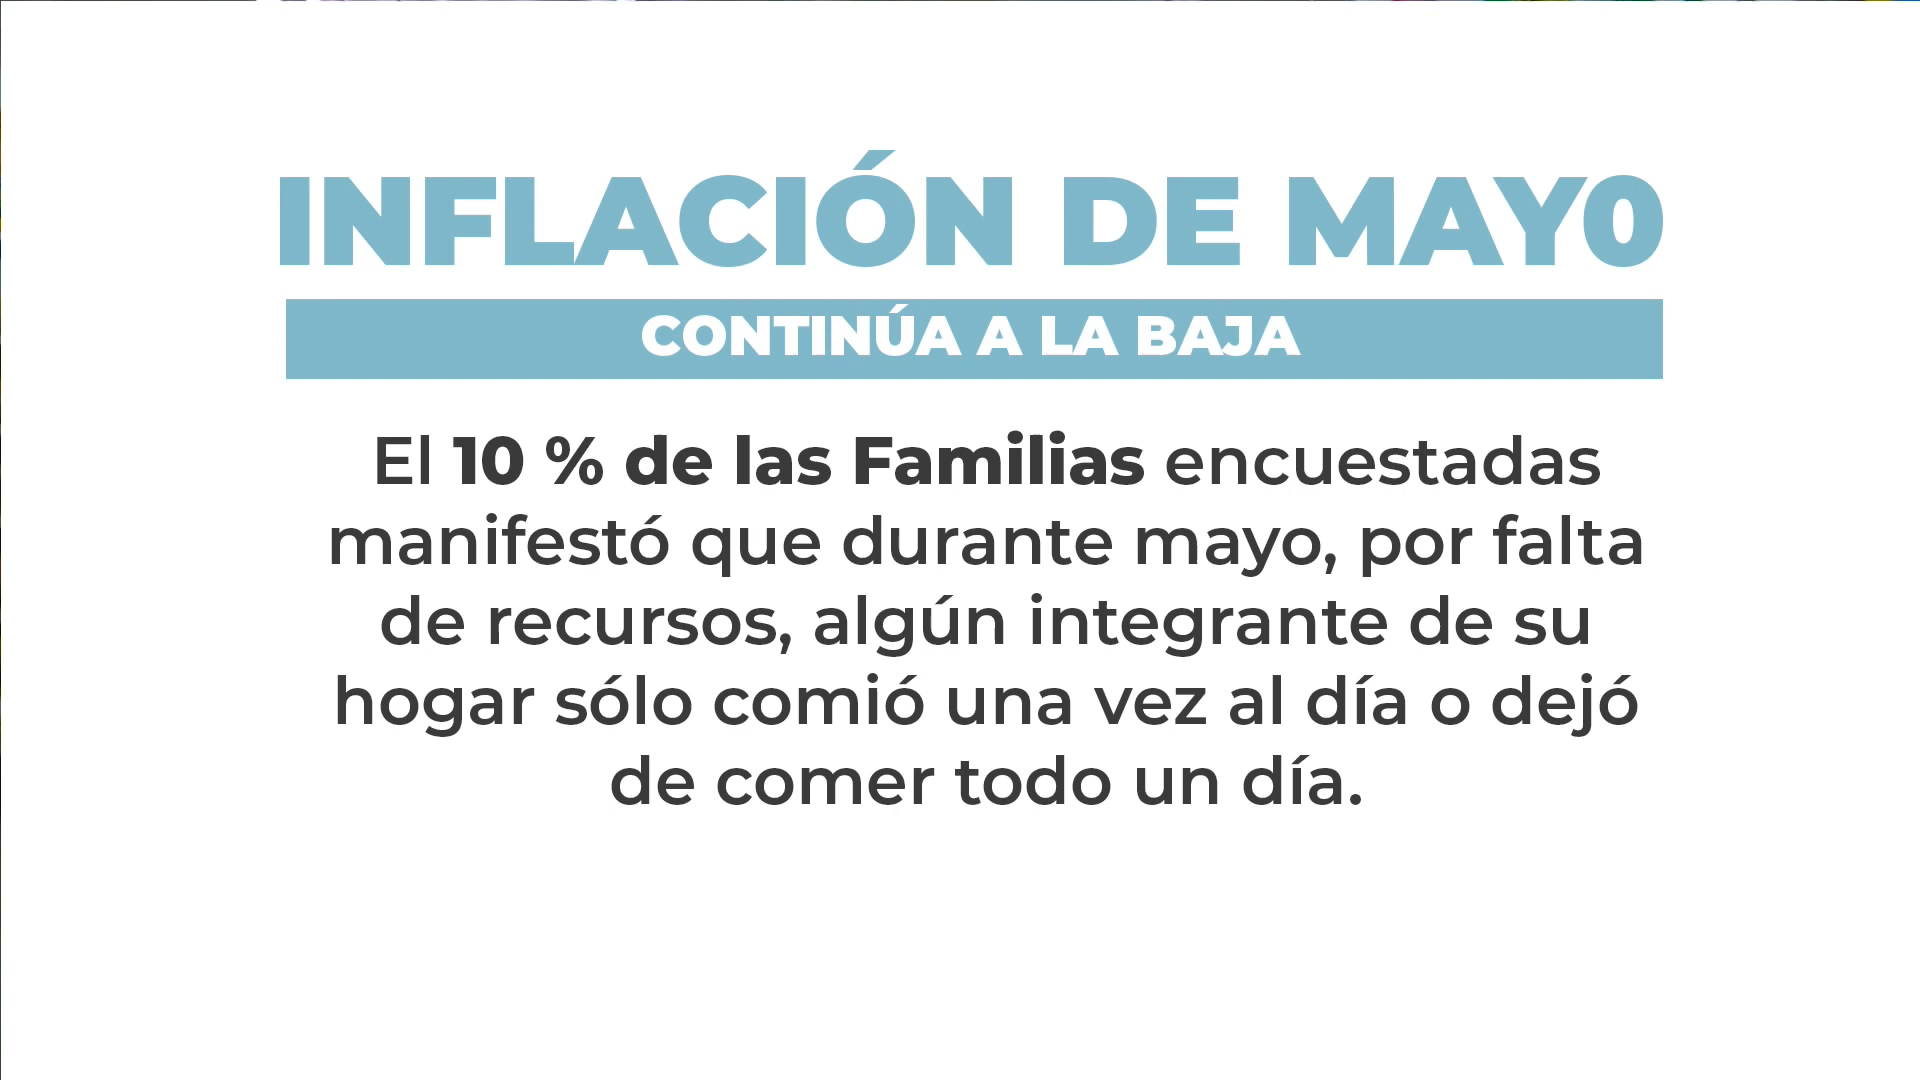 INFLACIÓN DE MAY0
CONTINÚA A LA BAJA
El 10 % de las Familias encuestadas
manifestó que durante mayo, por falta
de recursos, algún integrante de su
hogar sólo comió una vez al día o dejó
de comer todo un día.